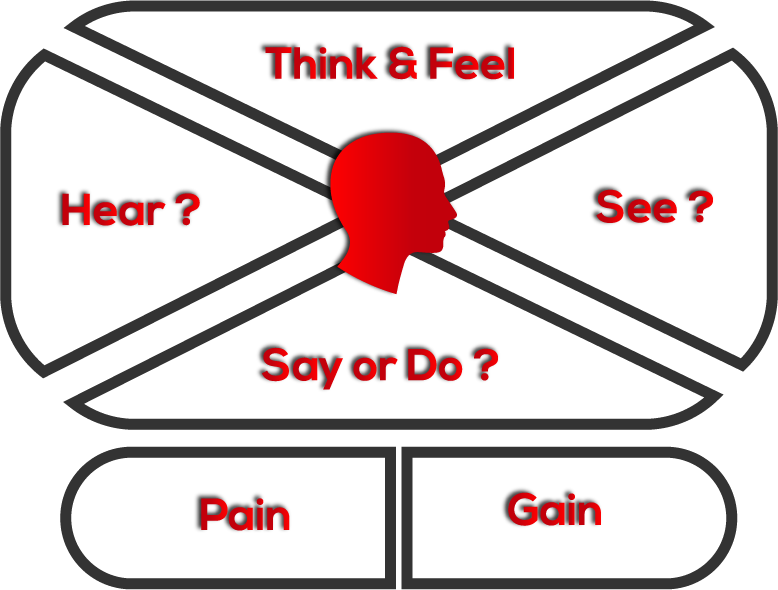 Think & Feel
Hear ?
See ?
Say or Do ?
Pain
Gain